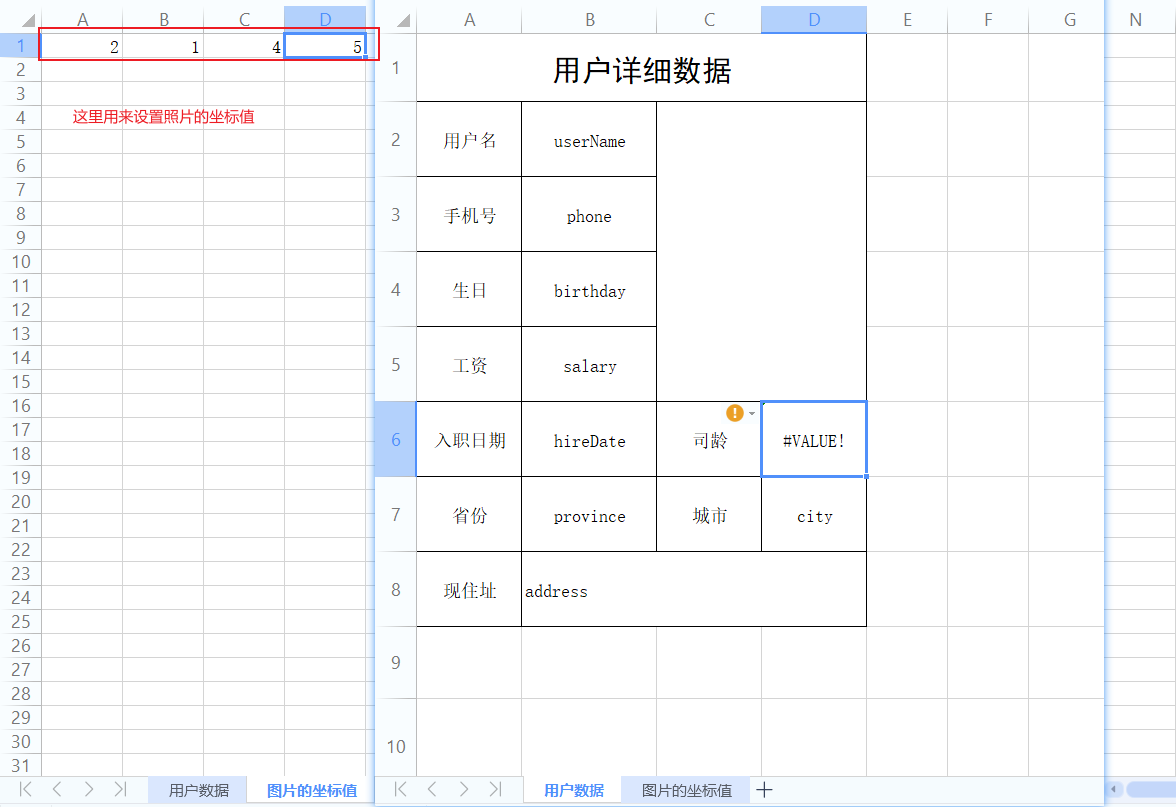 A B C D
1 2 1 4 5
2
3
4 这里用来设置照片的坐标值
5
6
7
8
9
10
11
12
13
14
15
16
17
18
19
20
21
22
23
24
25
26
27
28
29
30
31
用户数据 图片的坐标值
A B C D E F G N
1 用户详细数据
2 用户名 userName
3 手机号 phone
4 生日 birthday
5 工资 salary
6 入职日期 hireDate 司龄 #VALUE!
7 省份 province 城市 city
8 现住址 address
9
10
用户数据 图片的坐标值